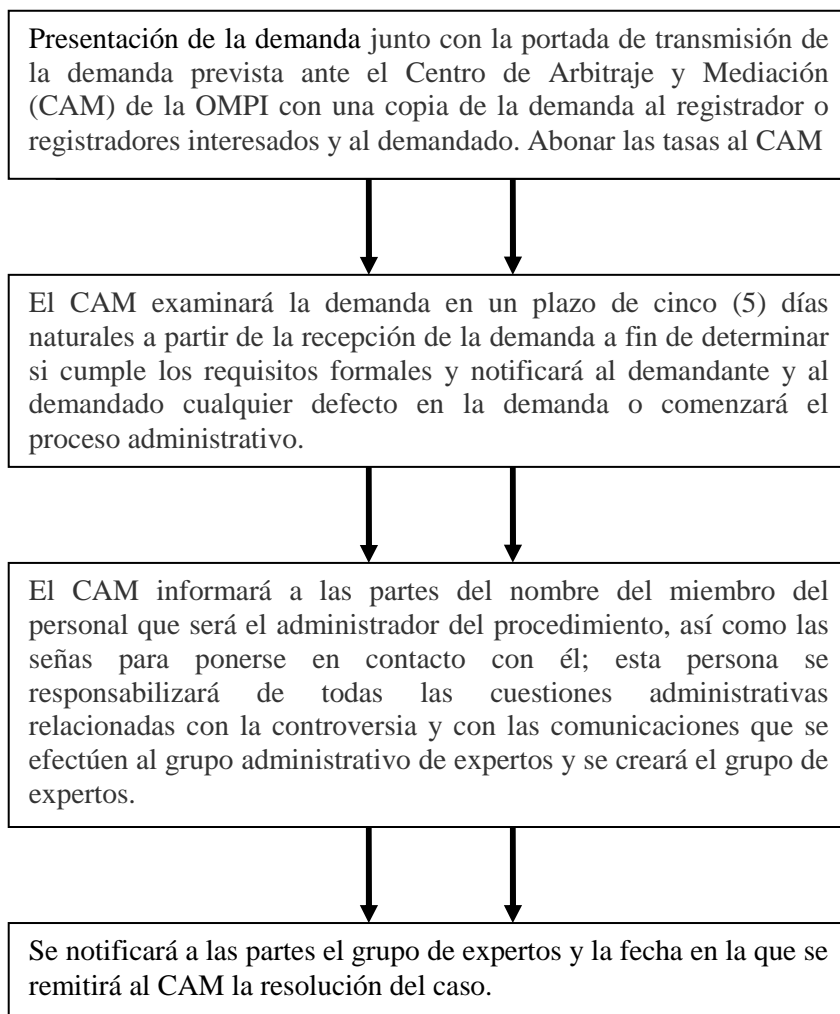 Presentación de la demanda junto con la portada de transmisión de
la demanda prevista ante el Centro de Arbitraje y Mediación
(CAM) de la OMPI con una copia de la demanda al registrador o
registradores interesados y al demandado. Abonar las tasas al CAM
El CAM examinará la demanda en un plazo de cinco (5) días
naturales a partir de la recepción de la demanda a fin de determinar
si cumple los requisitos formales y notificará al demandante y al
demandado cualquier defecto en la demanda o comenzará el
proceso administrativo.
El CAM informará a las partes del nombre del miembro del
personal que será el administrador del procedimiento, así como las
señas para ponerse en contacto con él; esta persona se
responsabilizará de todas las cuestiones administrativas
relacionadas con la controversia y con las comunicaciones que se
efectúen al grupo administrativo de expertos y se creará el grupo de
expertos.
Se notificará a las partes el grupo de expertos y la fecha en la que se
remitirá al CAM la resolución del caso.